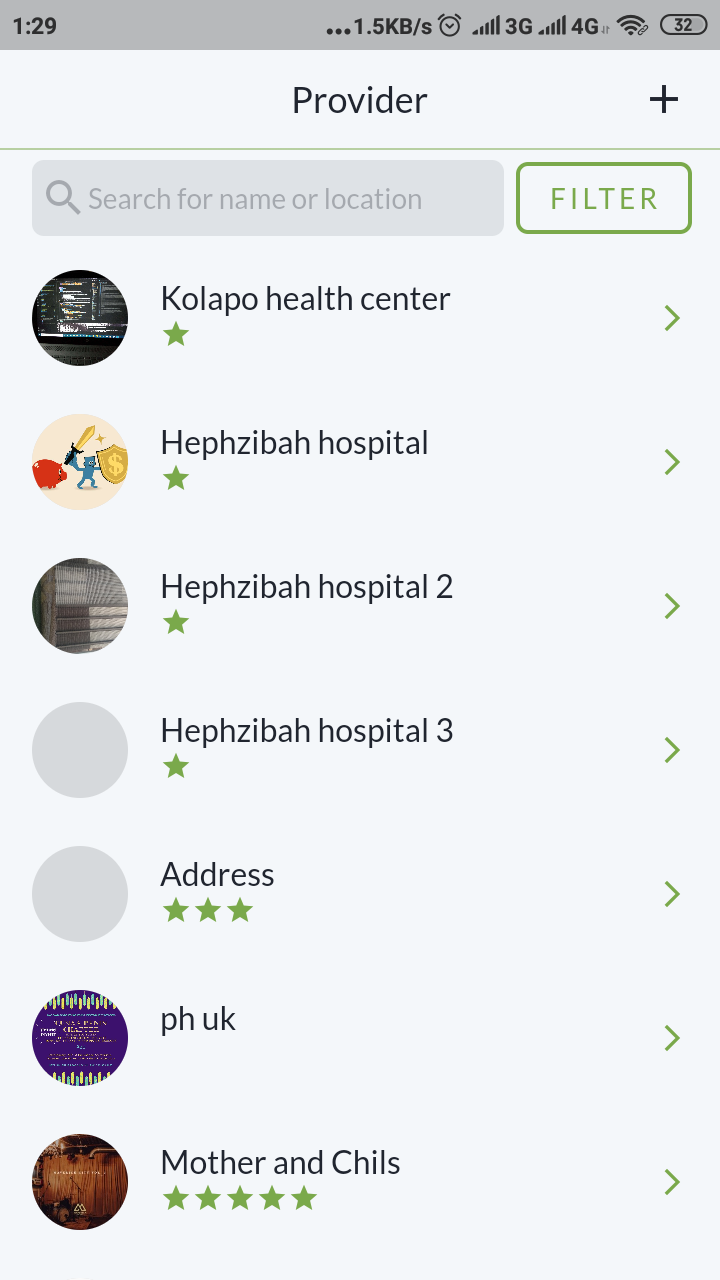 1:29
...1.5KB/s 3G 4G 32
Provider
Search for name or location
FILTER
Kolapo health center
Hephzibah hospital
$
Hephzibah hospital 2
Hephzibah hospital 3
Address
ph uk
Mother and Chils